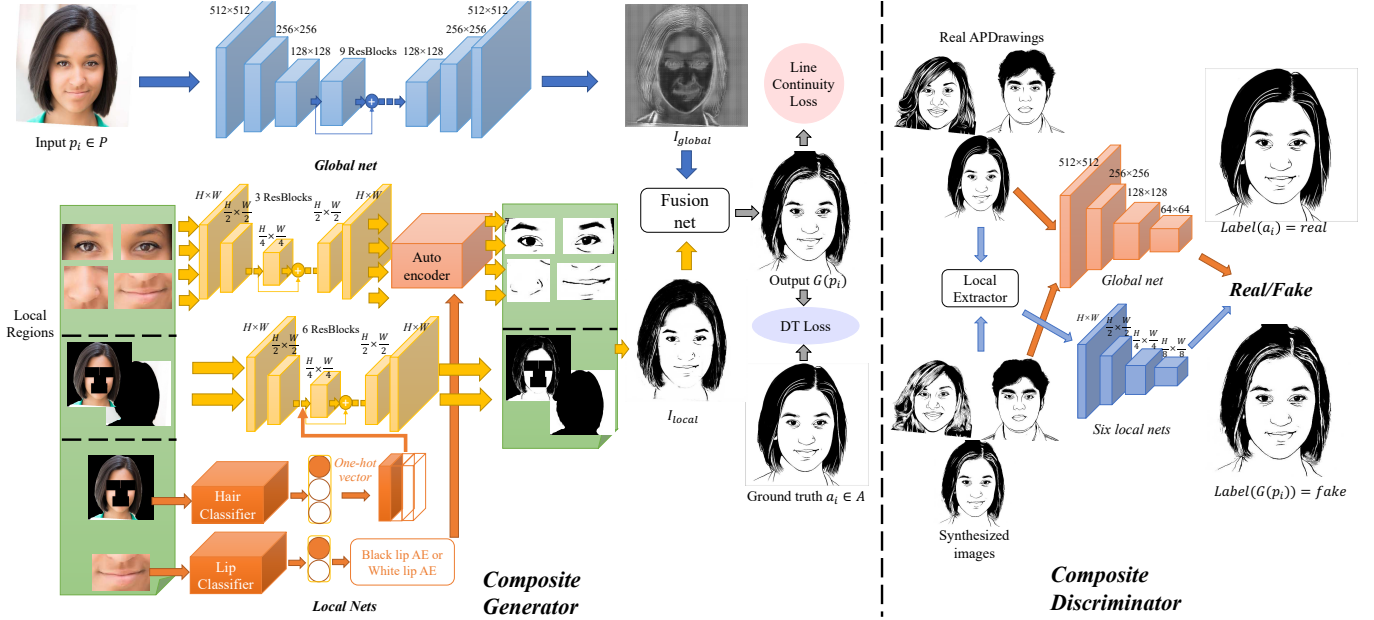 512×512
256×256
128×128
9 ResBlocks
128×128
256×256
512×512
Input p_i ∈ P
Global net
I_global
Line
Continuity
Loss
Fusion
net
Output G(p_i)
DT Loss
Ground truth a_i ∈ A
I_local
Local
Regions
H×W
H/2 × W/2
3 ResBlocks
H/4 × W/4
H/2 × W/2
H×W
Auto
encoder
H×W
H/2 × W/2
6 ResBlocks
H/4 × W/4
H/2 × W/2
H×W
Hair
Classifier
One-hot
vector
Lip
Classifier
Black lip AE or
White lip AE
Local Nets
Composite
Generator
Real APDrawings
512×512
256×256
128×128
64×64
Global net
Local
Extractor
H×W
H/2 × W/2
H/4 × W/4
H/8 × W/8
Six local nets
Real/Fake
Label(a_i) = real
Label(G(p_i)) = fake
Synthesized
images
Composite
Discriminator